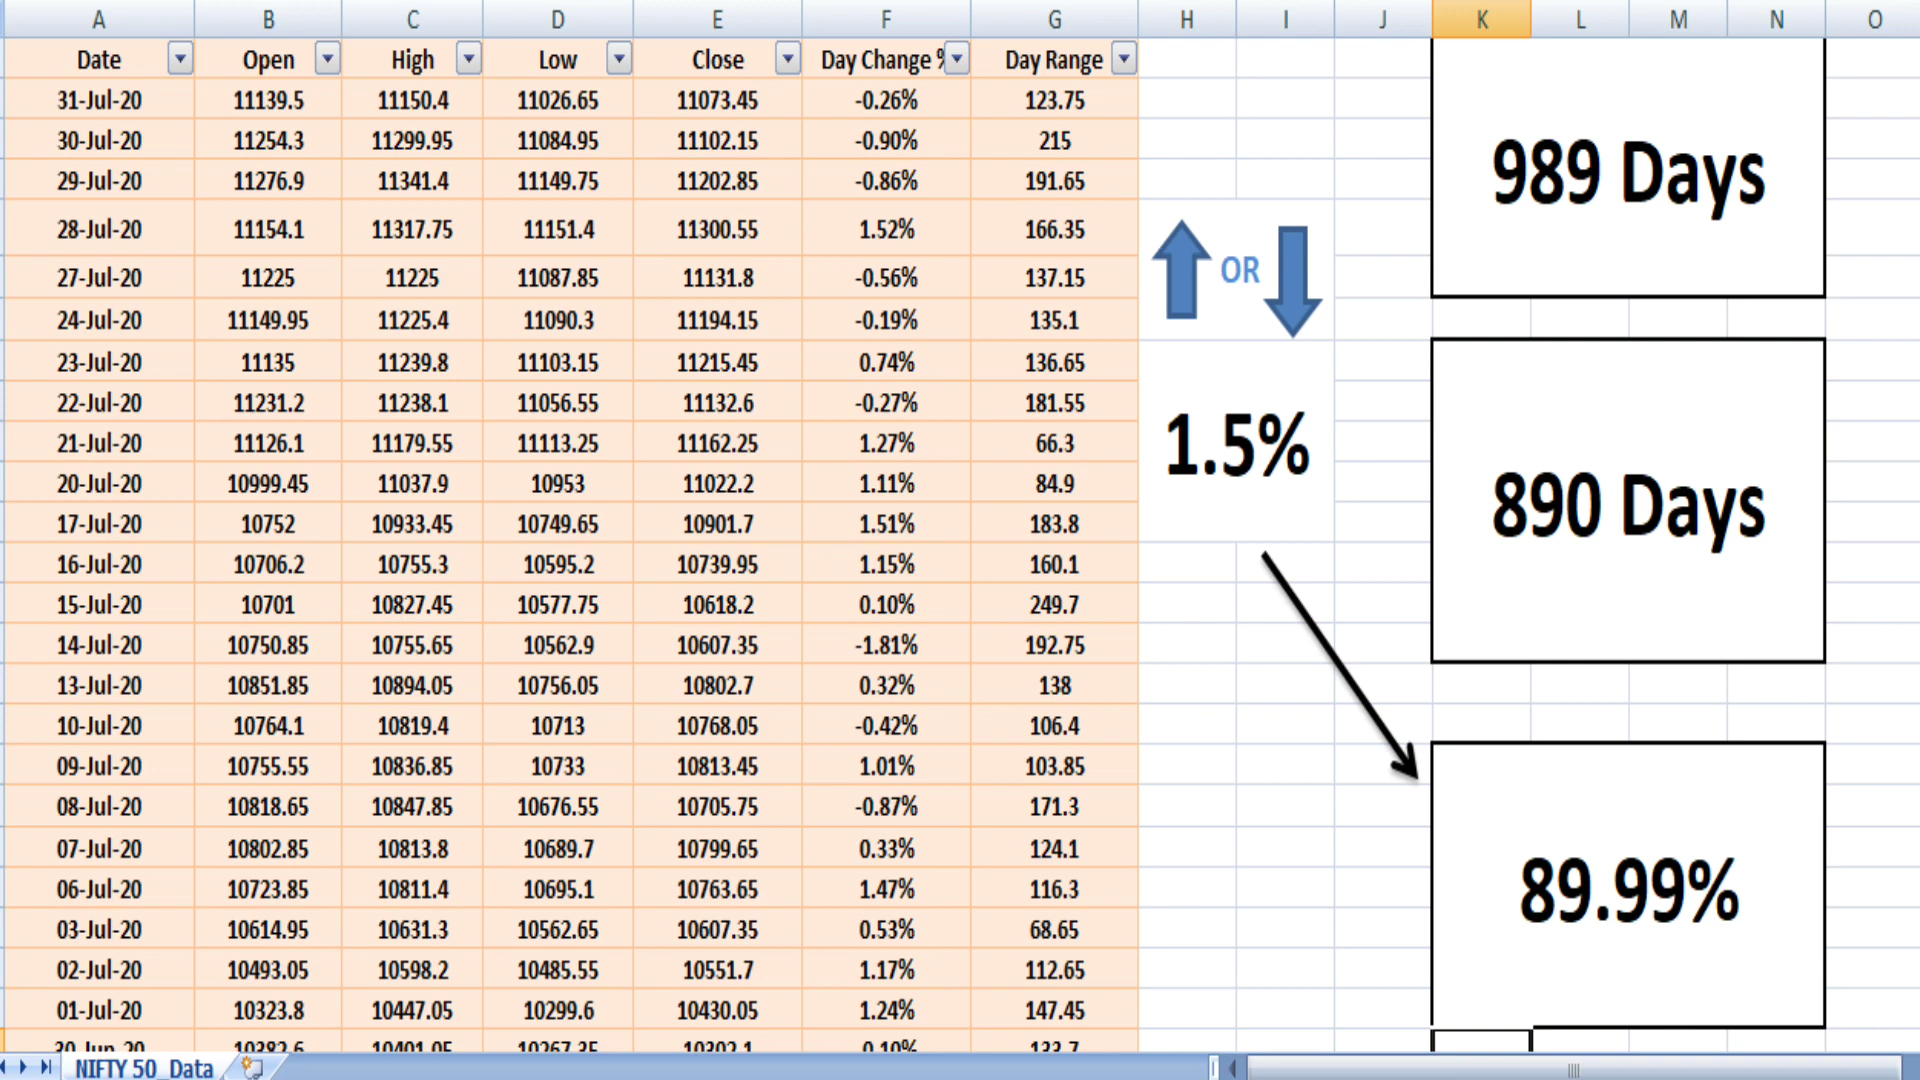 A B C D E F G H I J K L M N O
Date Open High Low Close Day Change % Day Range
31-Jul-20 11139.5 11150.4 11026.65 11073.45 -0.26% 123.75
30-Jul-20 11254.3 11299.95 11084.95 11102.15 -0.90% 215
29-Jul-20 11276.9 11341.4 11149.75 11202.85 -0.86% 191.65
28-Jul-20 11154.1 11317.75 11151.4 11300.55 1.52% 166.35
27-Jul-20 11225 11225 11087.85 11131.8 -0.56% 137.15
24-Jul-20 11149.95 11225.4 11090.3 11194.15 -0.19% 135.1
23-Jul-20 11135 11239.8 11103.15 11215.45 0.74% 136.65
22-Jul-20 11231.2 11238.1 11056.55 11132.6 -0.27% 181.55
21-Jul-20 11126.1 11179.55 11113.25 11162.25 1.27% 66.3
20-Jul-20 10999.45 11037.9 10953 11022.2 1.11% 84.9
17-Jul-20 10752 10933.45 10749.65 10901.7 1.51% 183.8
16-Jul-20 10706.2 10755.3 10595.2 10739.95 1.15% 160.1
15-Jul-20 10701 10827.45 10577.75 10618.2 0.10% 249.7
14-Jul-20 10750.85 10755.65 10562.9 10607.35 -1.81% 192.75
13-Jul-20 10851.85 10894.05 10756.05 10802.7 0.32% 138
10-Jul-20 10764.1 10819.4 10713 10768.05 -0.42% 106.4
09-Jul-20 10755.55 10836.85 10733 10813.45 1.01% 103.85
08-Jul-20 10818.65 10847.85 10676.55 10705.75 -0.87% 171.3
07-Jul-20 10802.85 10813.8 10689.7 10799.65 0.33% 124.1
06-Jul-20 10723.85 10811.4 10695.1 10763.65 1.47% 116.3
03-Jul-20 10614.95 10631.3 10562.65 10607.35 0.53% 68.65
02-Jul-20 10493.05 10598.2 10485.55 10551.7 1.17% 112.65
01-Jul-20 10323.8 10447.05 10299.6 10430.05 1.24% 147.45
30-Jun-20 10382.6 10401.05 10267.35 10302.1 133.7
OR
1.5%
989 Days
890 Days
89.99%
NIFTY 50_Data